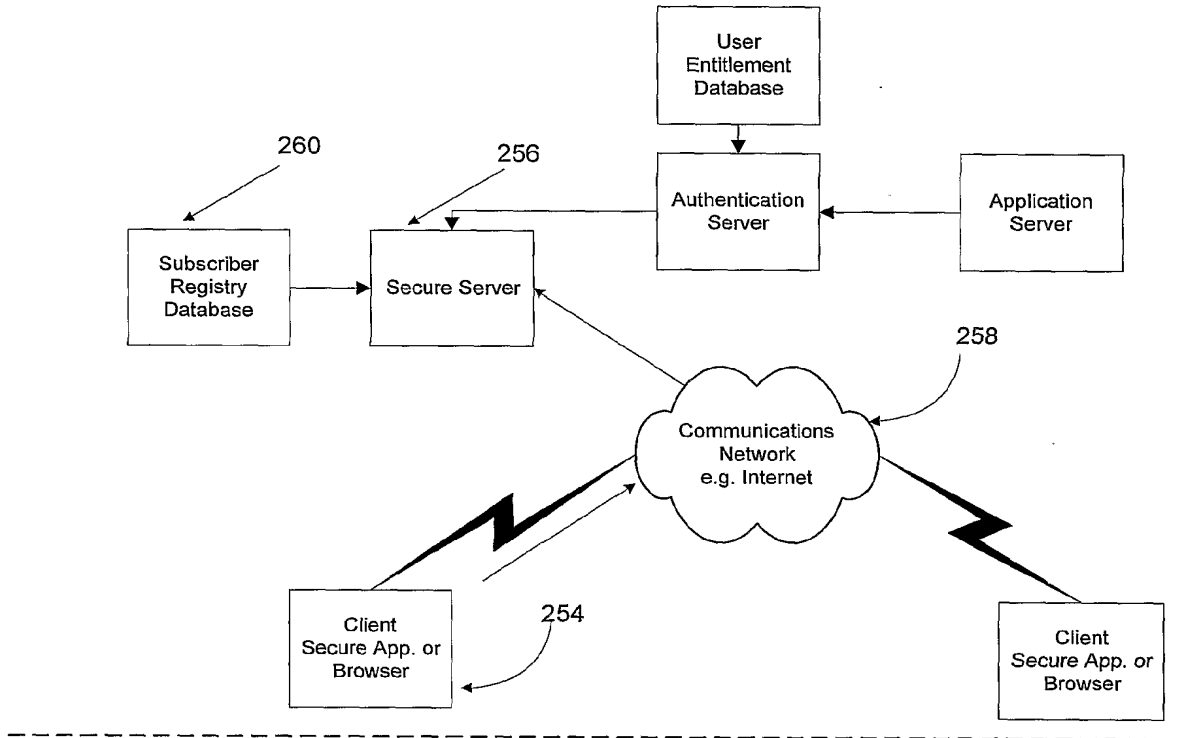 User
Entitlement
Database
260
256
Authentication
Server
Application
Server
Subscriber
Registry
Database
Secure Server
258
Communications
Network
e.g. Internet
254
Client
Secure App. or
Browser
Client
Secure App. or
Browser